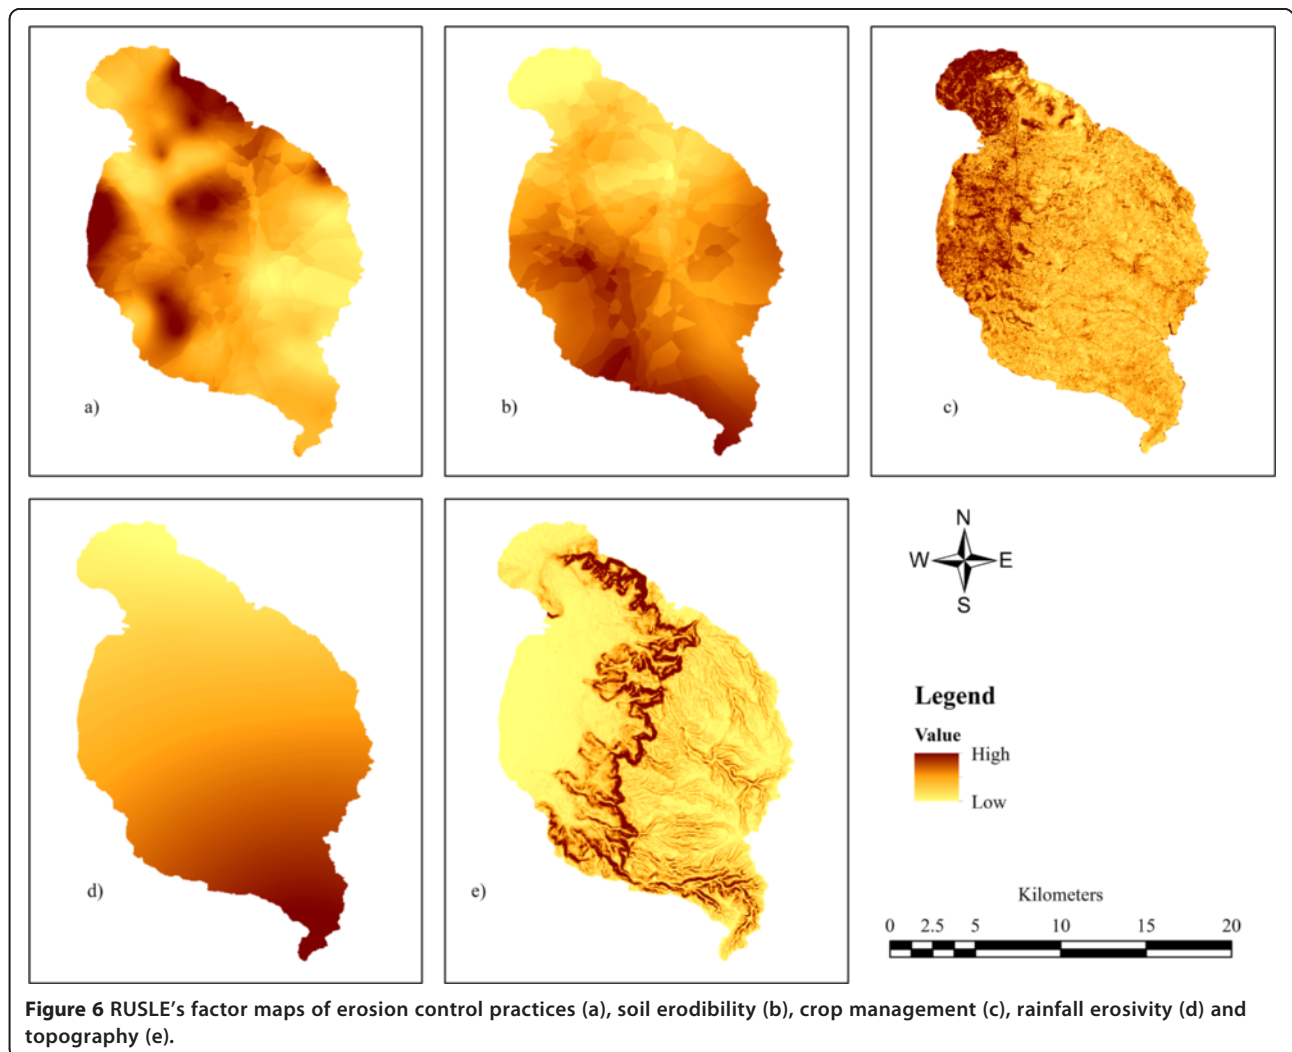 a)
b)
c)
d)
e)
N
W E
S
Legend
Value
High
Low
Kilometers
0 2.5 5 10 15 20
Figure 6 RUSLE's factor maps of erosion control practices (a), soil erodibility (b), crop management (c), rainfall erosivity (d) and
topography (e).